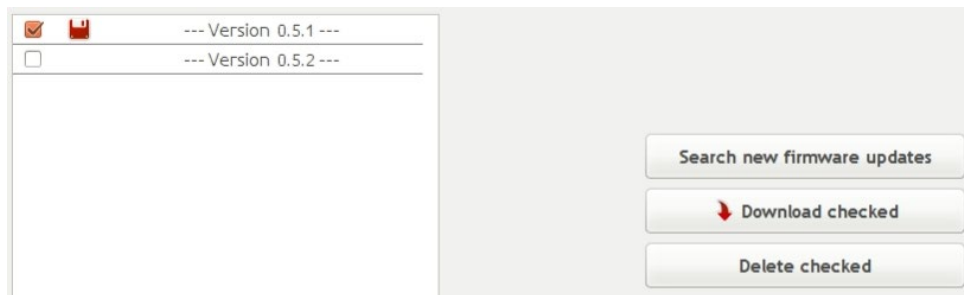 --- Version 0.5.1 ---
--- Version 0.5.2 ---
Search new firmware updates
Download checked
Delete checked